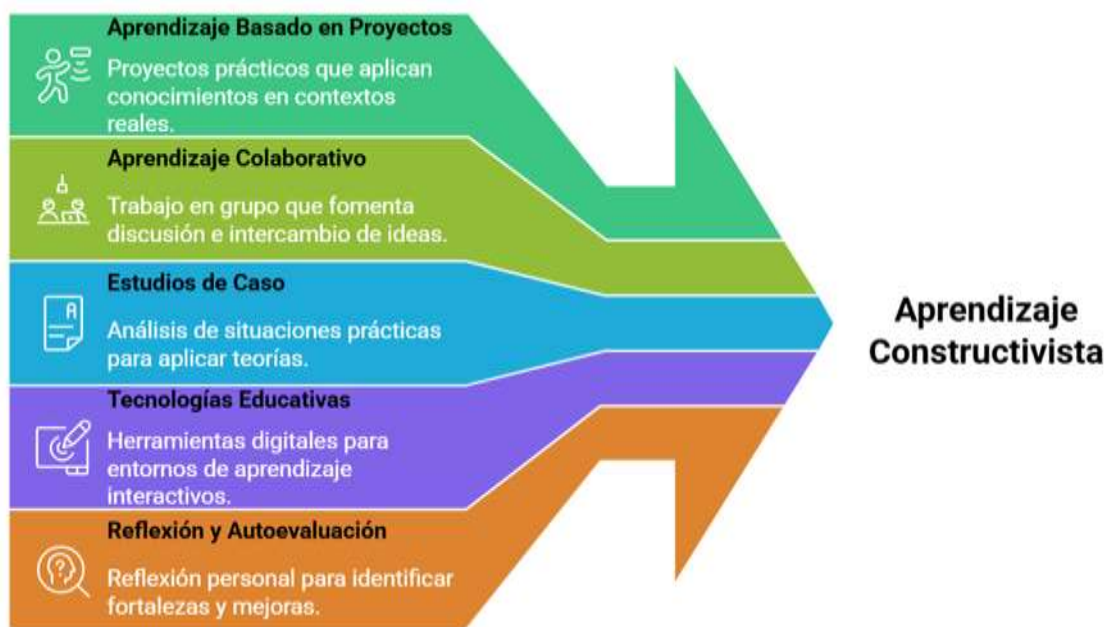 Aprendizaje Basado en Proyectos
Proyectos prácticos que aplican
conocimientos en contextos
reales.
Aprendizaje Colaborativo
Trabajo en grupo que fomenta
discusión e intercambio de ideas.
Estudios de Caso
Análisis de situaciones prácticas
para aplicar teorías.
Tecnologías Educativas
Herramientas digitales para
entornos de aprendizaje
interactivos.
Reflexión y Autoevaluación
Reflexión personal para identificar
fortalezas y mejoras.
Aprendizaje
Constructivista